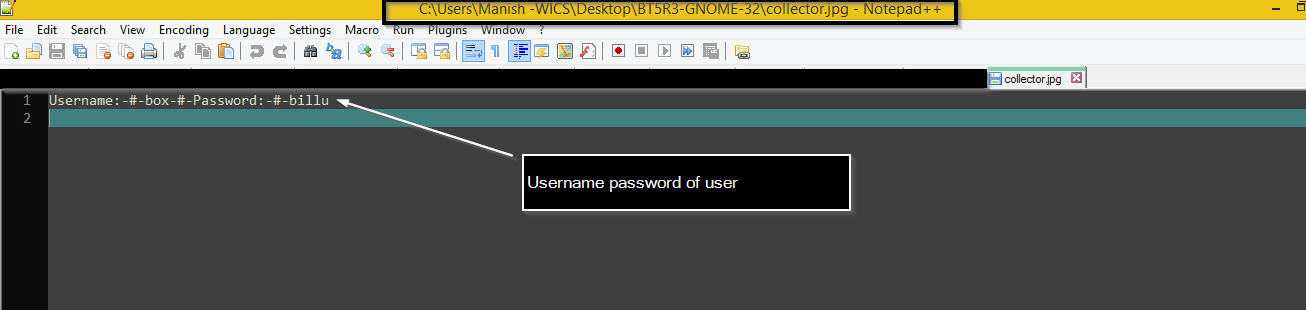 C:\Users\Manish -WICS\Desktop\BT5R3-GNOME-32\collector.jpg - Notepad++
File Edit Search View Encoding Language Settings Macro Run Plugins Window ?
collector.jpg
1 Username:-#-box-#-Password:-#-billu
2
Username password of user